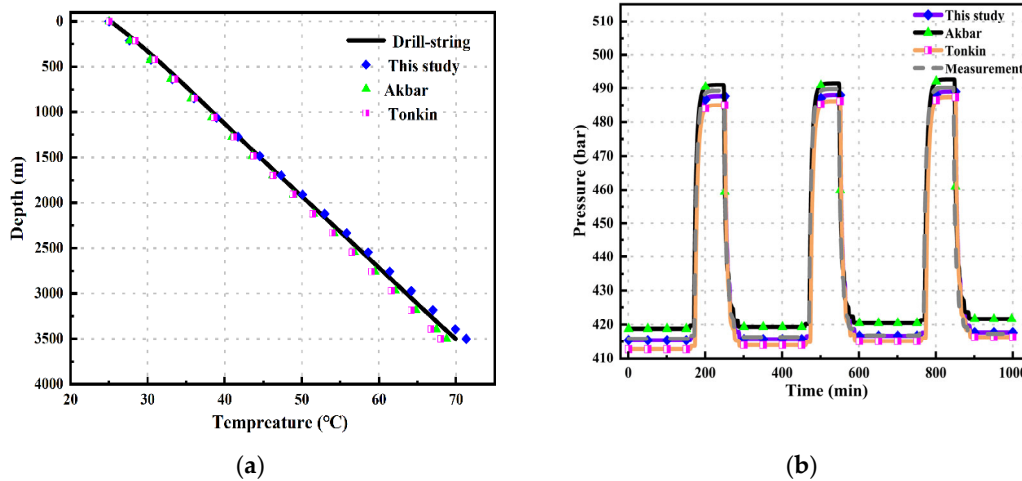 0
500
1000
1500
2000
2500
3000
3500
4000
Depth (m)
20
30
40
50
60
70
Tempreature (°C)
Drill-string
This study
Akbar
Tonkin
(a)
510
500
490
480
470
460
450
440
430
420
410
Pressure (bar)
0
200
400
600
800
1000
Time (min)
This study
Akbar
Tonkin
Measurement
(b)